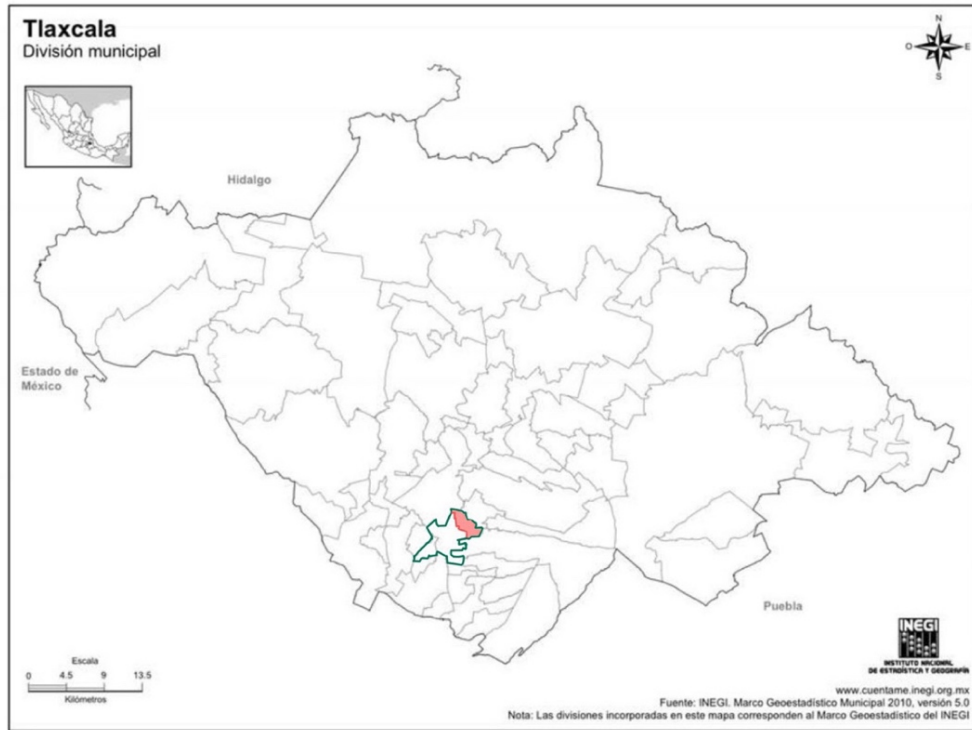 Tlaxcala
División municipal
N
O
E
S
Hidalgo
Estado de
México
Puebla
Escala
0 4.5 9 13.5
Kilómetros
INEGI
INSTITUTO NACIONAL
DE ESTADÍSTICA Y GEOGRAFÍA
www.cuentame.inegi.org.mx
Fuente: INEGI. Marco Geoestadístico Municipal 2010, versión 5.0
Nota: Las divisiones incorporadas en este mapa corresponden al Marco Geoestadístico del INEGI